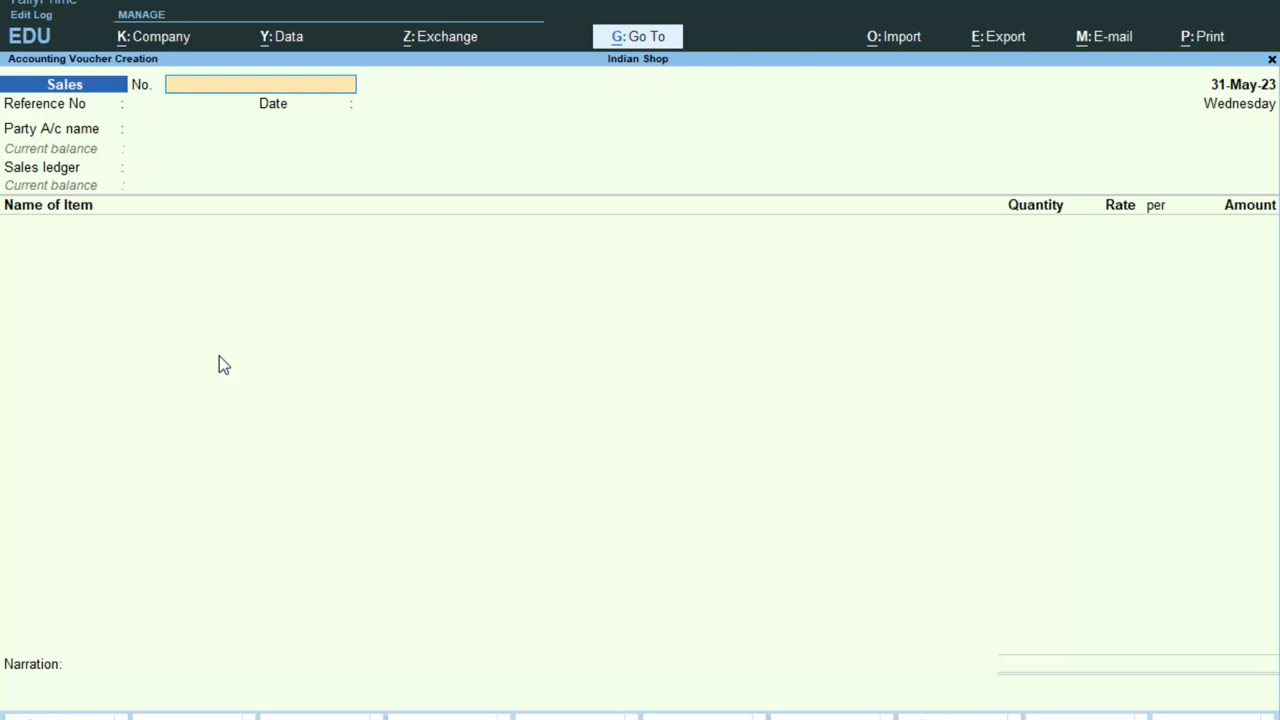 TallyPrime
Edit Log MANAGE
EDU K: Company Y: Data Z: Exchange G: Go To O: Import E: Export M: E-mail P: Print
Accounting Voucher Creation Indian Shop
Sales No. 31-May-23
Reference No : Date : Wednesday
Party A/c name :
Current balance :
Sales ledger :
Current balance :
Name of Item Quantity Rate per Amount
Narration: